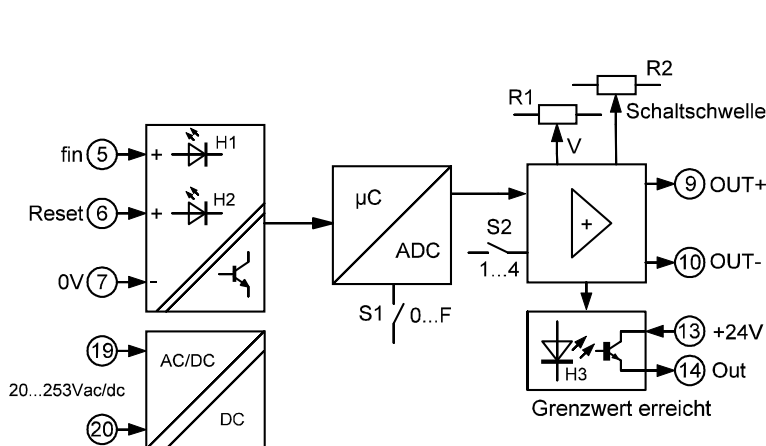 R2
R1
Schaltschwelle
V
fin 5 + H1
Reset 6 + H2
0V 7 -
µC
ADC
S1 0...F
S2
1...4
+
9 OUT+
10 OUT-
H3
13 +24V
14 Out
Grenzwert erreicht
19
AC/DC
20...253Vac/dc
20
DC